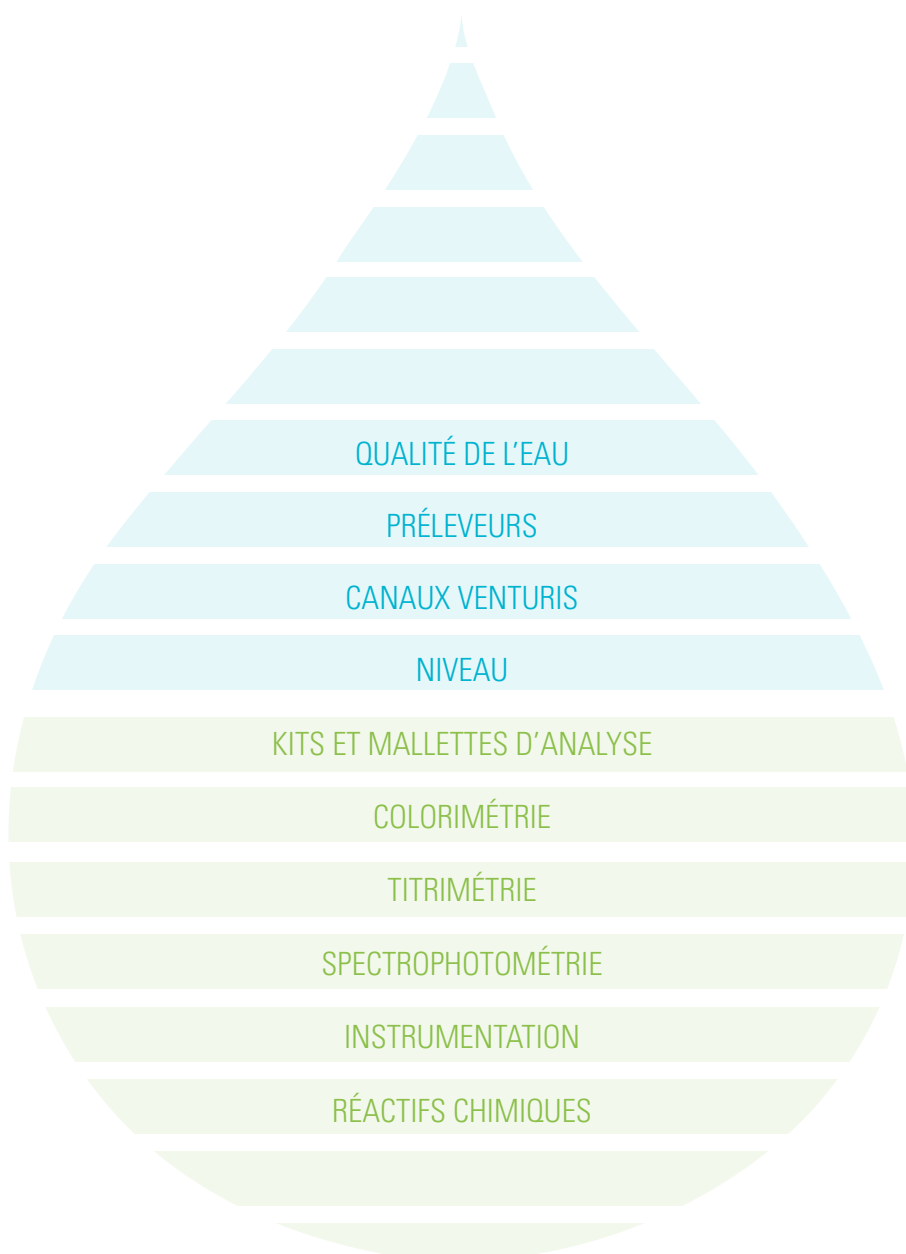 QUALITÉ DE L’EAU
PRÉLEVEURS
CANAUX VENTURIS
NIVEAU
KITS ET MALLETTES D’ANALYSE
COLORIMÉTRIE
TITRIMÉTRIE
SPECTROPHOTOMÉTRIE
INSTRUMENTATION
RÉACTIFS CHIMIQUES